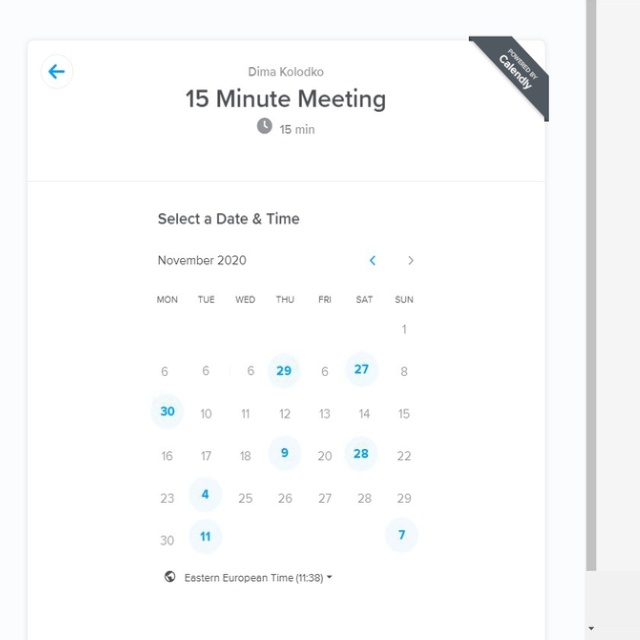 POWERED BY
Calendly
Dima Kolodko
15 Minute Meeting
15 min
Select a Date & Time
November 2020
MON TUE WED THU FRI SAT SUN
1
6 6 6 29 6 27 8
30 10 11 12 13 14 15
16 17 18 9 20 28 22
23 4 25 26 27 28 29
30 11 7
Eastern European Time (11:38)